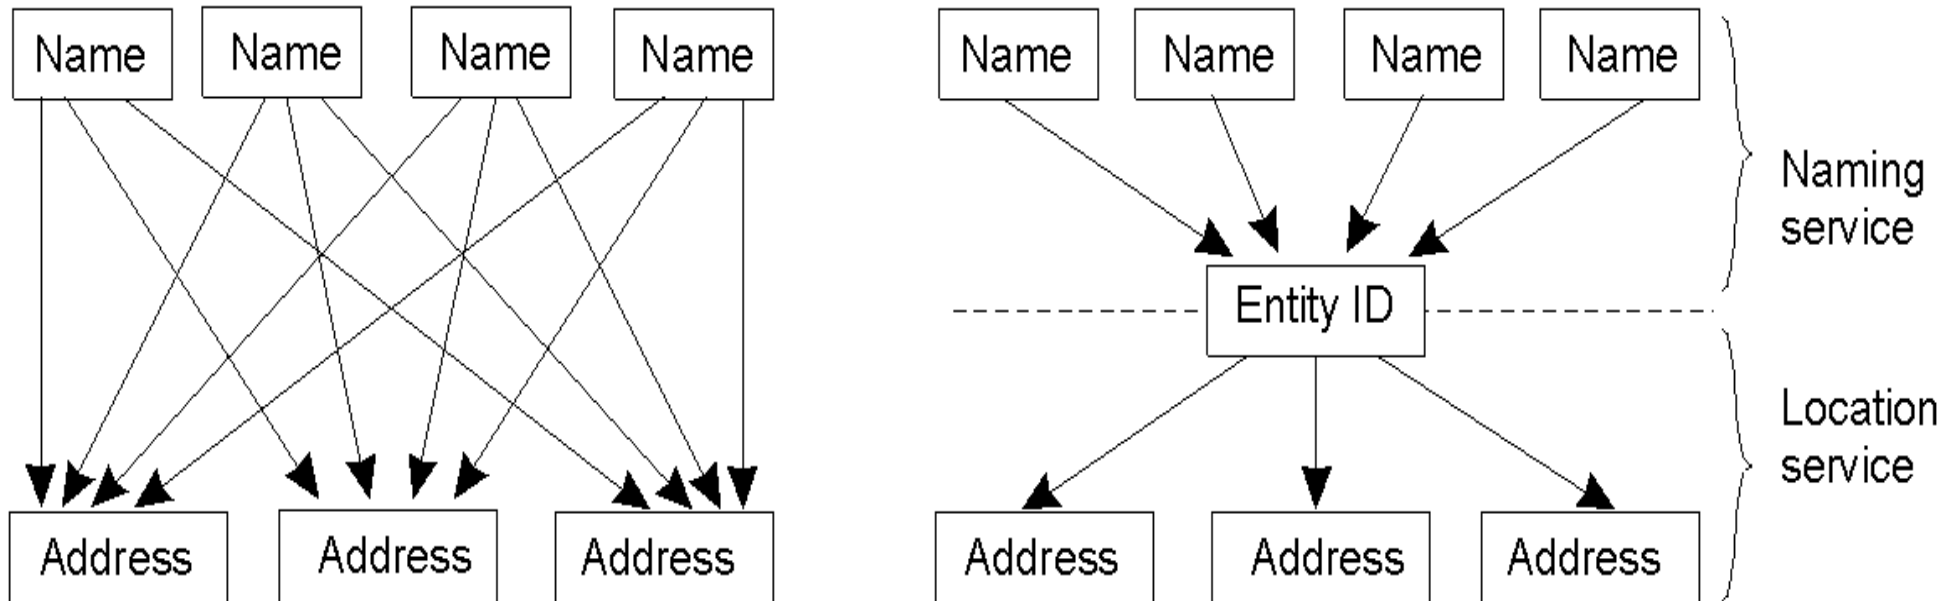 Name Name Name Name
Address Address Address
Name Name Name Name
Naming
service
Entity ID
Location
service
Address Address Address